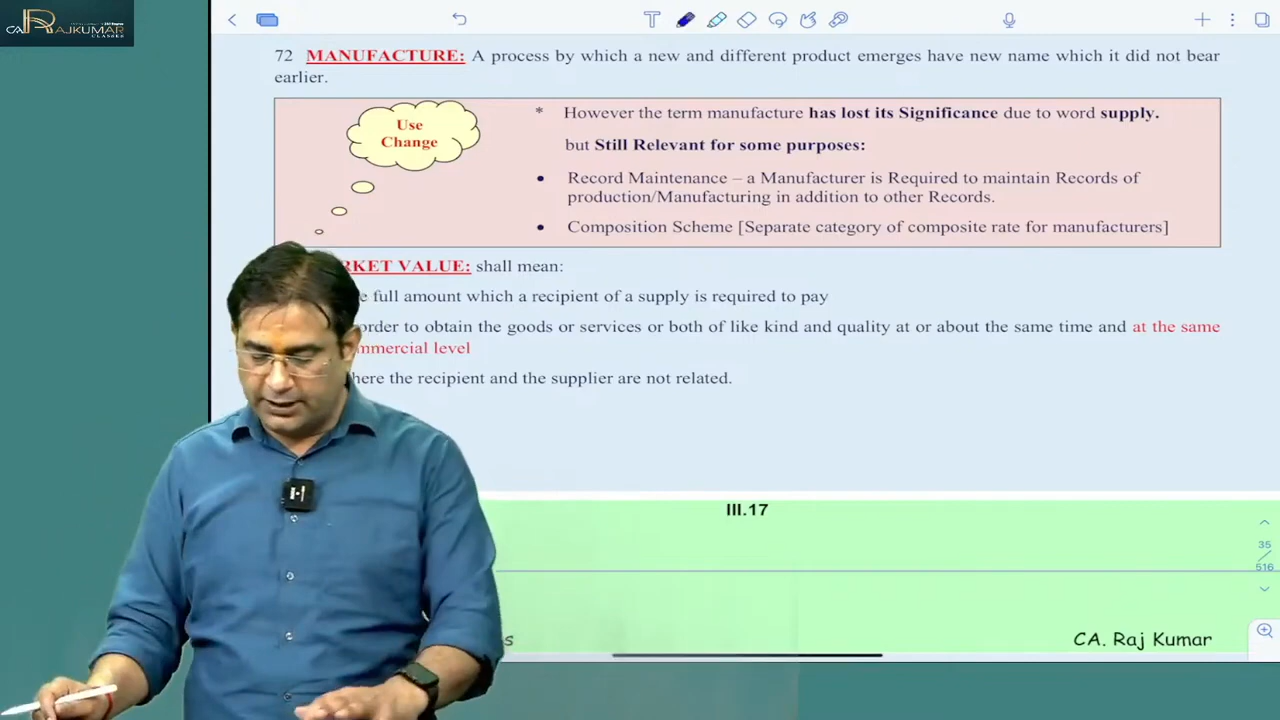 CA RAJKUMAR
CLASSES
72 MANUFACTURE: A process by which a new and different product emerges have new name which it did not bear
earlier.
Use
Change
* However the term manufacture has lost its Significance due to word supply.
but Still Relevant for some purposes:
• Record Maintenance – a Manufacturer is Required to maintain Records of
production/Manufacturing in addition to other Records.
• Composition Scheme [Separate category of composite rate for manufacturers]
RKET VALUE: shall mean:
full amount which a recipient of a supply is required to pay
order to obtain the goods or services or both of like kind and quality at or about the same time and at the same
mmercial level
here the recipient and the supplier are not related.
III.17
35
516
CA. Raj Kumar